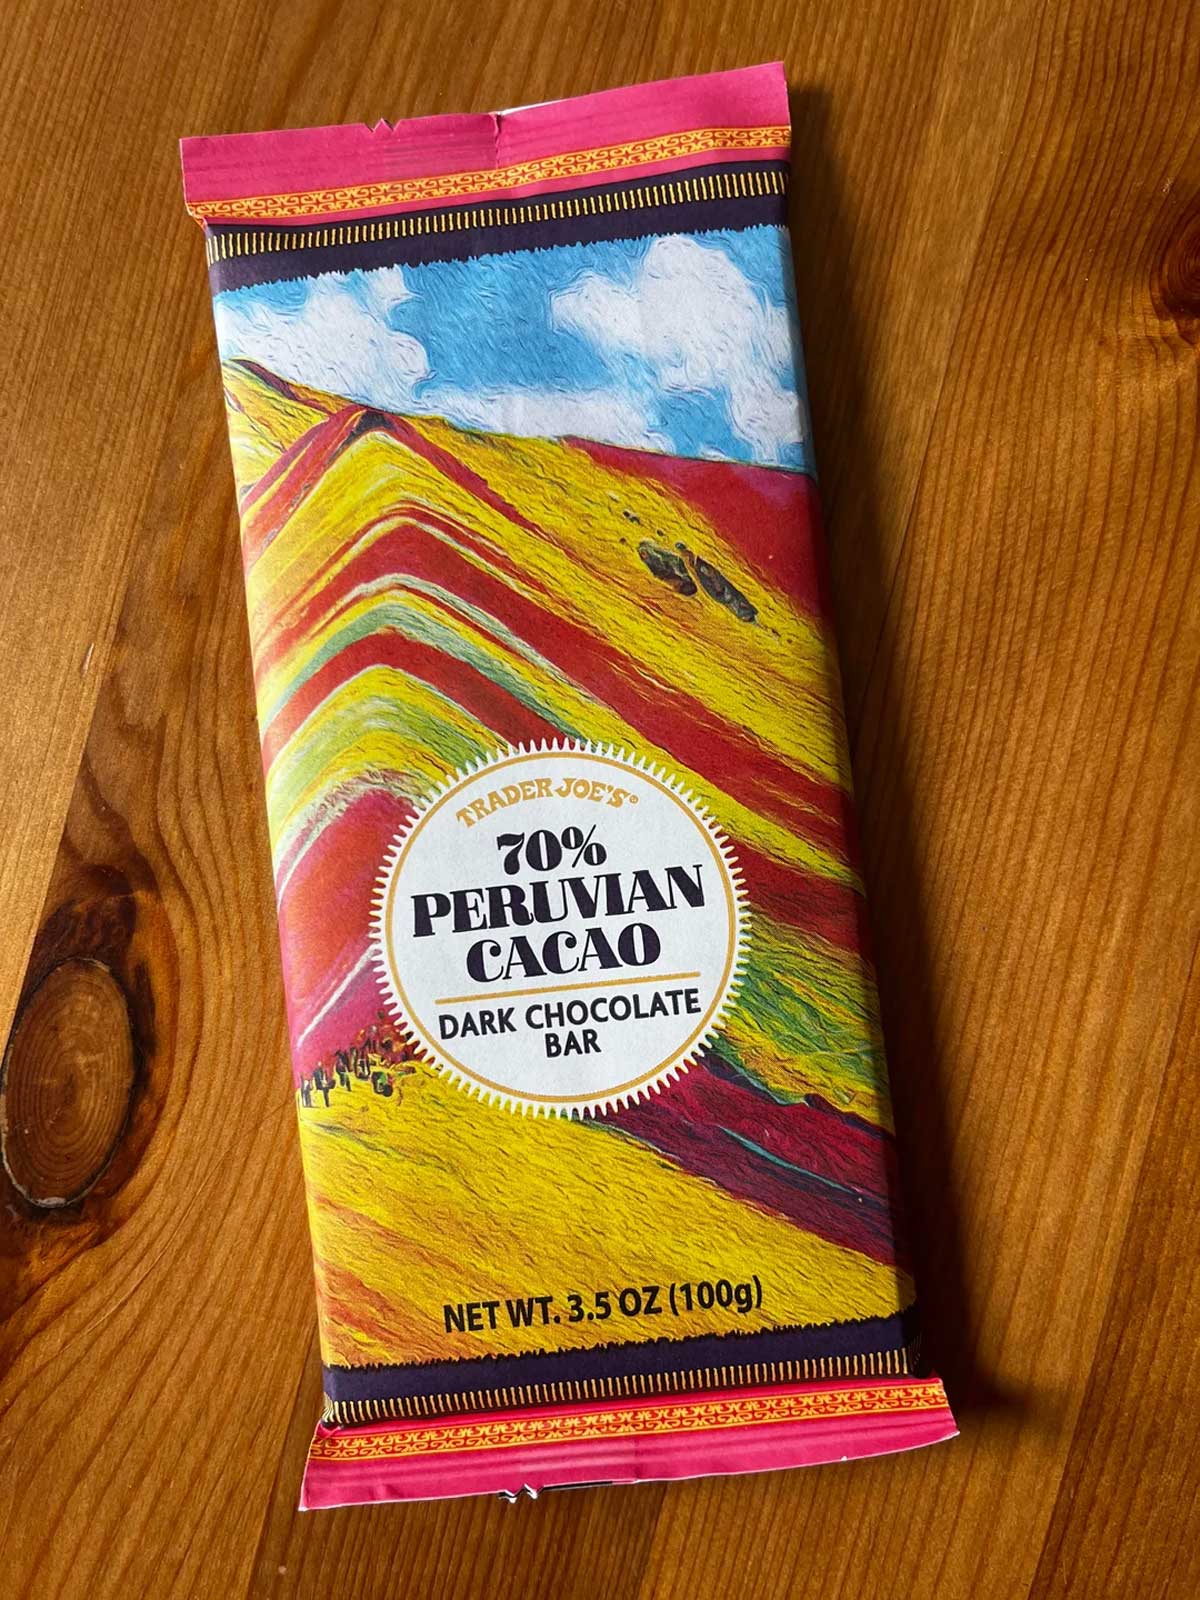 TRADER JOE'S®
70%
PERUVIAN
CACAO
DARK CHOCOLATE
BAR
NET WT. 3.5 OZ (100g)